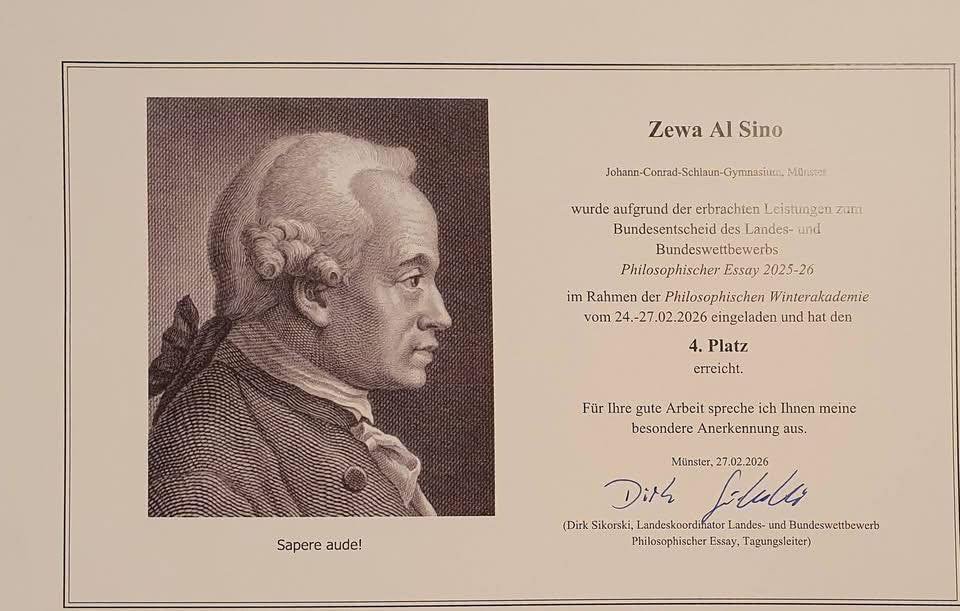 Zewa Al Sino
Johann-Conrad-Schlaun-Gymnasium, Münster
wurde aufgrund der erbrachten Leistungen zum
Bundesentscheid des Landes- und
Bundeswettbewerbs
Philosophischer Essay 2025-26
im Rahmen der Philosophischen Winterakademie
vom 24.-27.02.2026 eingeladen und hat den
4. Platz
erreicht.
Für Ihre gute Arbeit spreche ich Ihnen meine
besondere Anerkennung aus.
Münster, 27.02.2026
Dirk Sikorski
(Dirk Sikorski, Landeskoordinator Landes- und Bundeswettbewerb
Philosophischer Essay, Tagungsleiter)
Sapere aude!